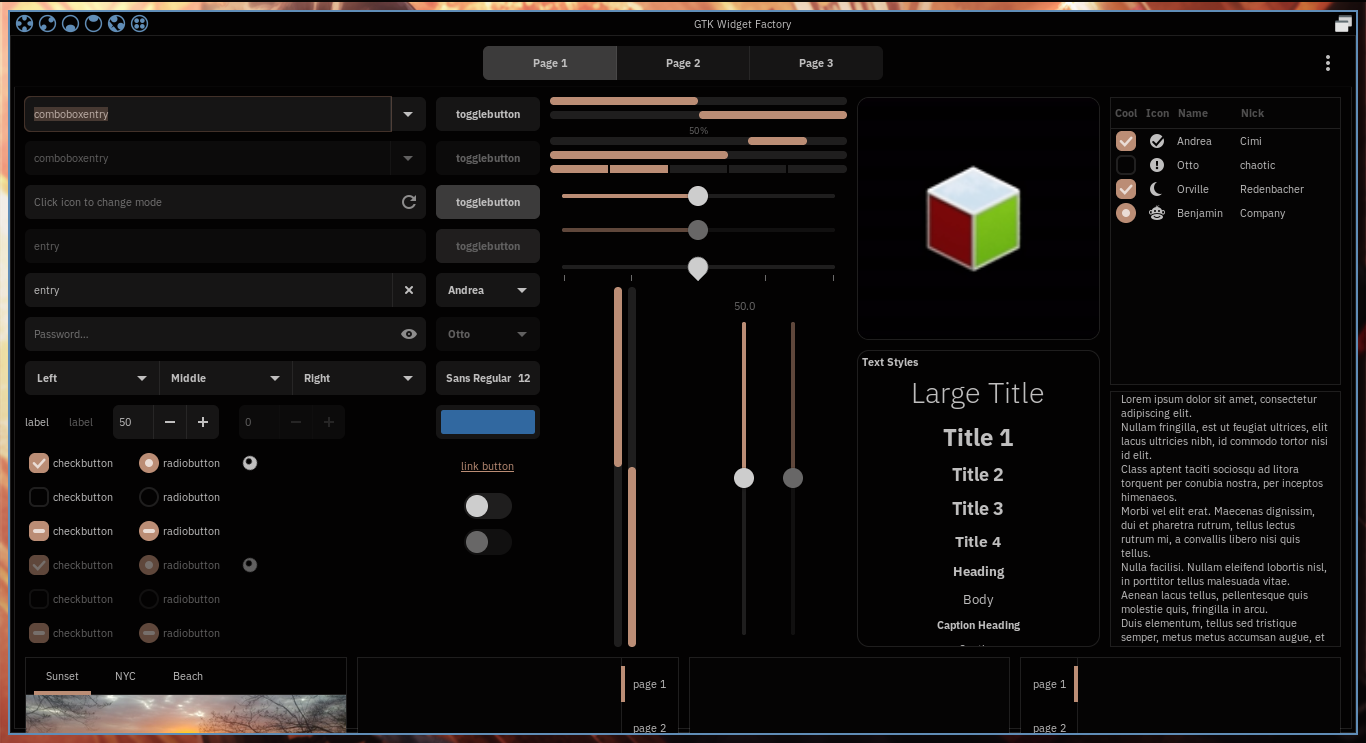 GTK Widget Factory
Page 1
Page 2
Page 3
comboboxentry
comboboxentry
Click icon to change mode
entry
entry
Password...
Left
Middle
Right
label
label
50
0
checkbutton
radiobutton
checkbutton
radiobutton
checkbutton
radiobutton
checkbutton
radiobutton
checkbutton
radiobutton
checkbutton
radiobutton
togglebutton
togglebutton
togglebutton
togglebutton
Andrea
Otto
Sans Regular 12
link button
50%
50.0
Text Styles
Large Title
Title 1
Title 2
Title 3
Title 4
Heading
Body
Caption Heading
Cool Icon Name Nick
Andrea Cimi
Otto chaotic
Orville Redenbacher
Benjamin Company
Lorem ipsum dolor sit amet, consectetur
adipiscing elit.
Nullam fringilla, est ut feugiat ultrices, elit
lacus ultricies nibh, id commodo tortor nisi
id elit.
Class aptent taciti sociosqu ad litora
torquent per conubia nostra, per inceptos
himenaeos.
Morbi vel elit erat. Maecenas dignissim,
dui et pharetra rutrum, tellus lectus
rutrum mi, a convallis libero nisi quis
tellus.
Nulla facilisi. Nullam eleifend lobortis nisl,
in porttitor tellus malesuada vitae.
Aenean lacus tellus, pellentesque quis
molestie quis, fringilla in arcu.
Duis elementum, tellus sed tristique
semper, metus metus accumsan augue, et
Sunset
NYC
Beach
page 1
page 2
page 1
page 2